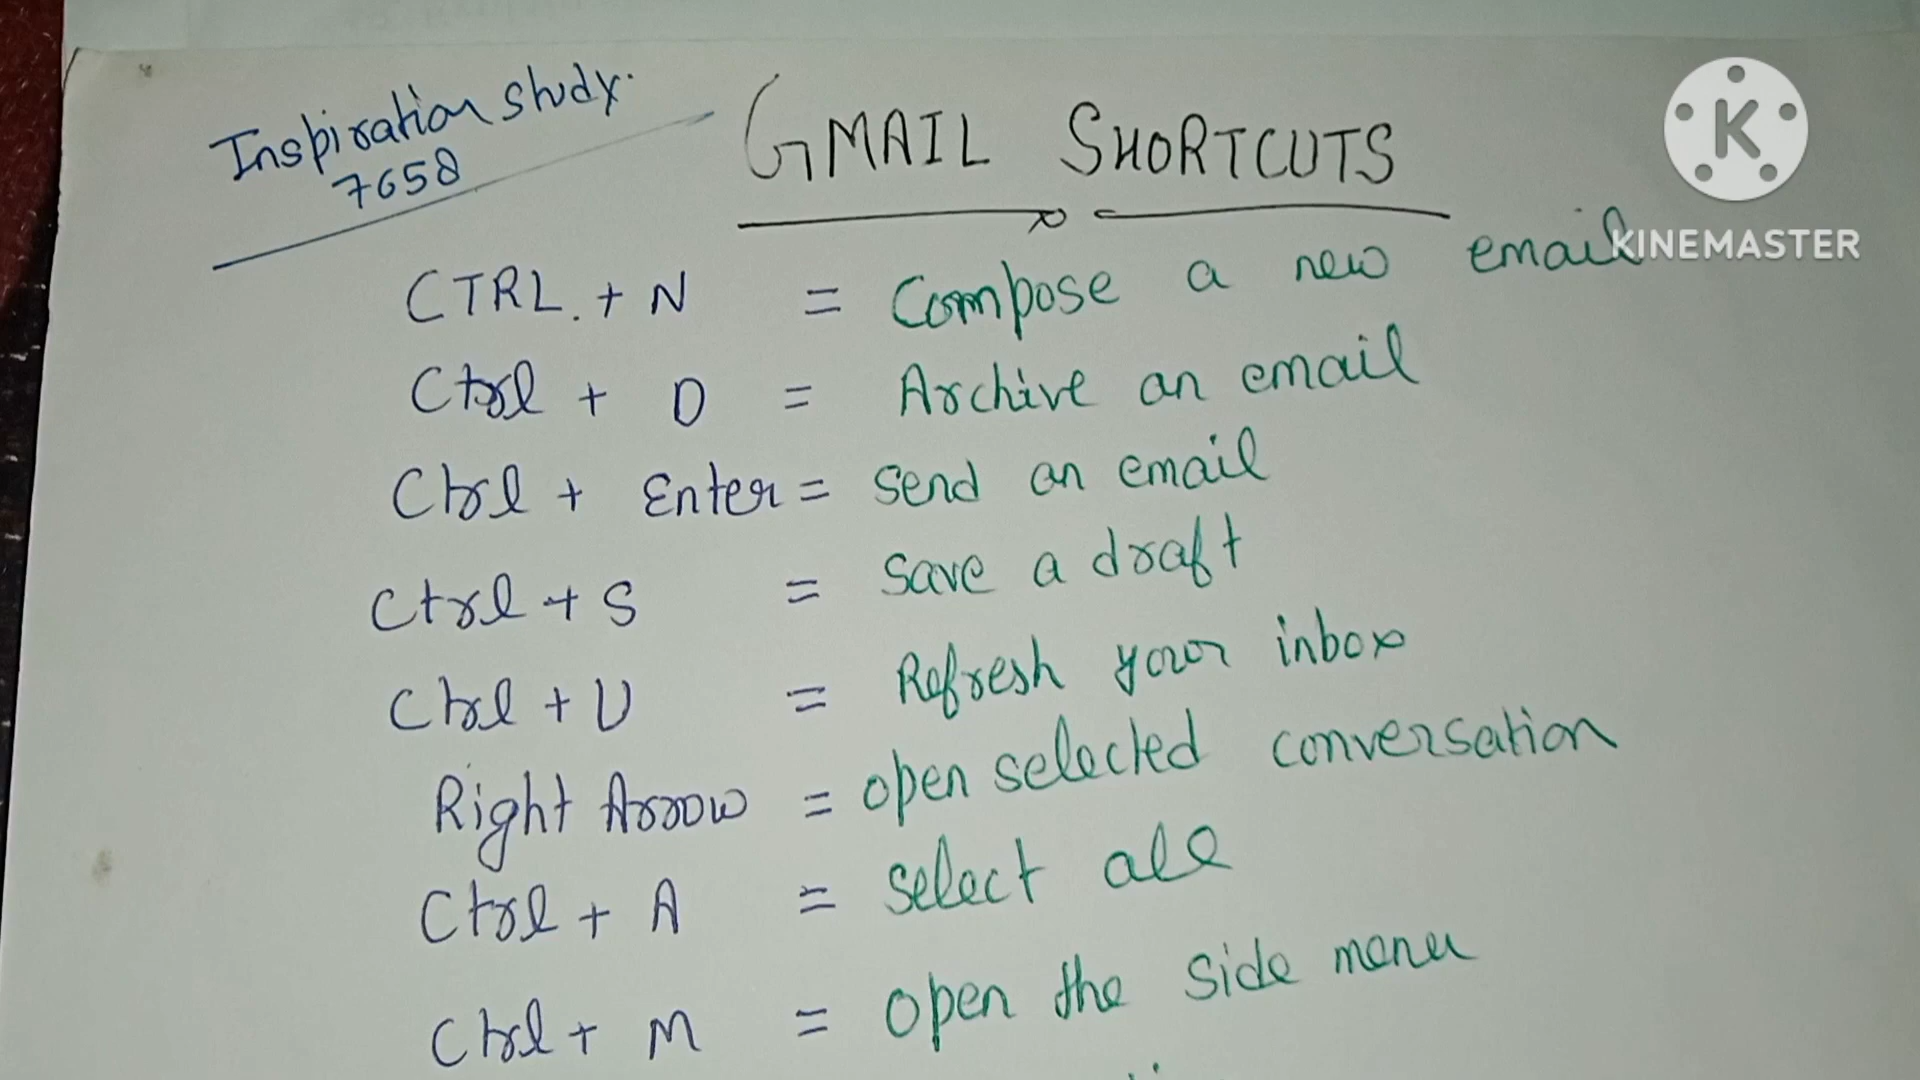 Inspiration study.
7658
GMAIL SHORTCUTS
K
KINEMASTER
CTRL. + N = Compose a new email
Ctrl + D = Archive an email
Ctrl + Enter = Send an email
Ctrl + S = Save a draft
Ctrl + U = Refresh your inbox
Right Arrow = open selected conversation
Ctrl + A = Select all
Ctrl + M = open the side menu